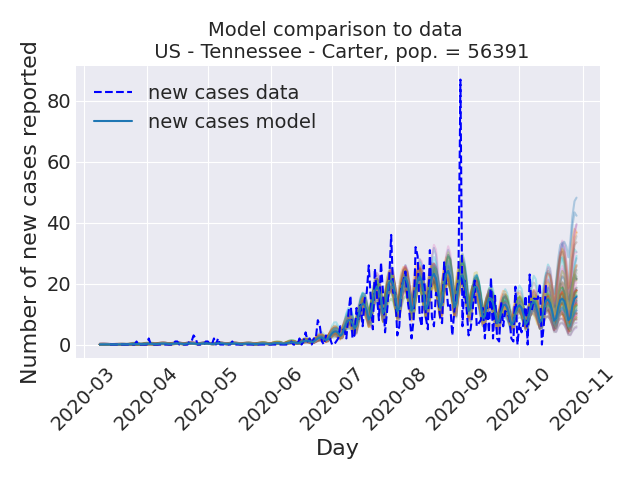 Model comparison to data
US - Tennessee - Carter, pop. = 56391
Number of new cases reported
new cases data
new cases model
80
60
40
20
0
2020-03
2020-04
2020-05
2020-06
2020-07
2020-08
2020-09
2020-10
2020-11
Day